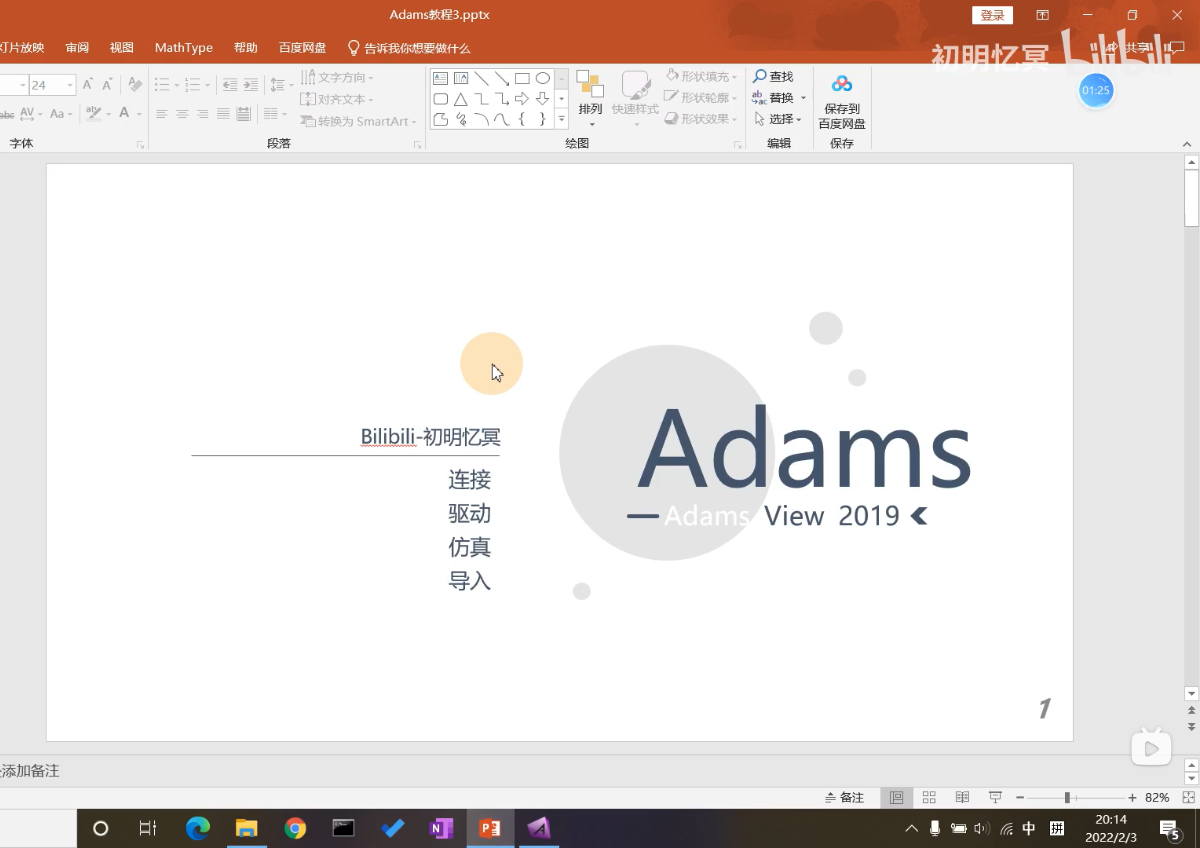 Adams教程3.pptx
登录
灯片放映 审阅 视图 MathType 帮助 百度网盘 告诉我你想要做什么 共享
初明忆冥 bilibili
01:25
24 A A
abc AV Aa A
文字方向
对齐文本
转换为 SmartArt
排列
快速样式
形状填充
形状轮廓
形状效果
查找
替换
选择
保存到
百度网盘
字体 段落 绘图 编辑 保存
Bilibili-初明忆冥
连接
驱动
仿真
导入
Adams
Adams View 2019
1
添加备注
备注 82%
中 拼
20:14
2022/2/3
5